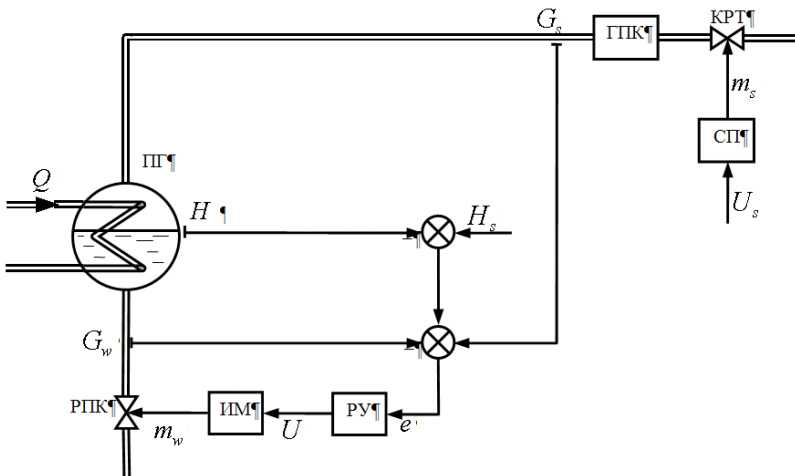 G_s ГПК¶ КРТ¶
m_s
ПГ¶ СП¶
Q
H ¶ H_s U_s
–¶
G_w
–¶
РПК¶ ИМ¶ РУ¶
m_w U e